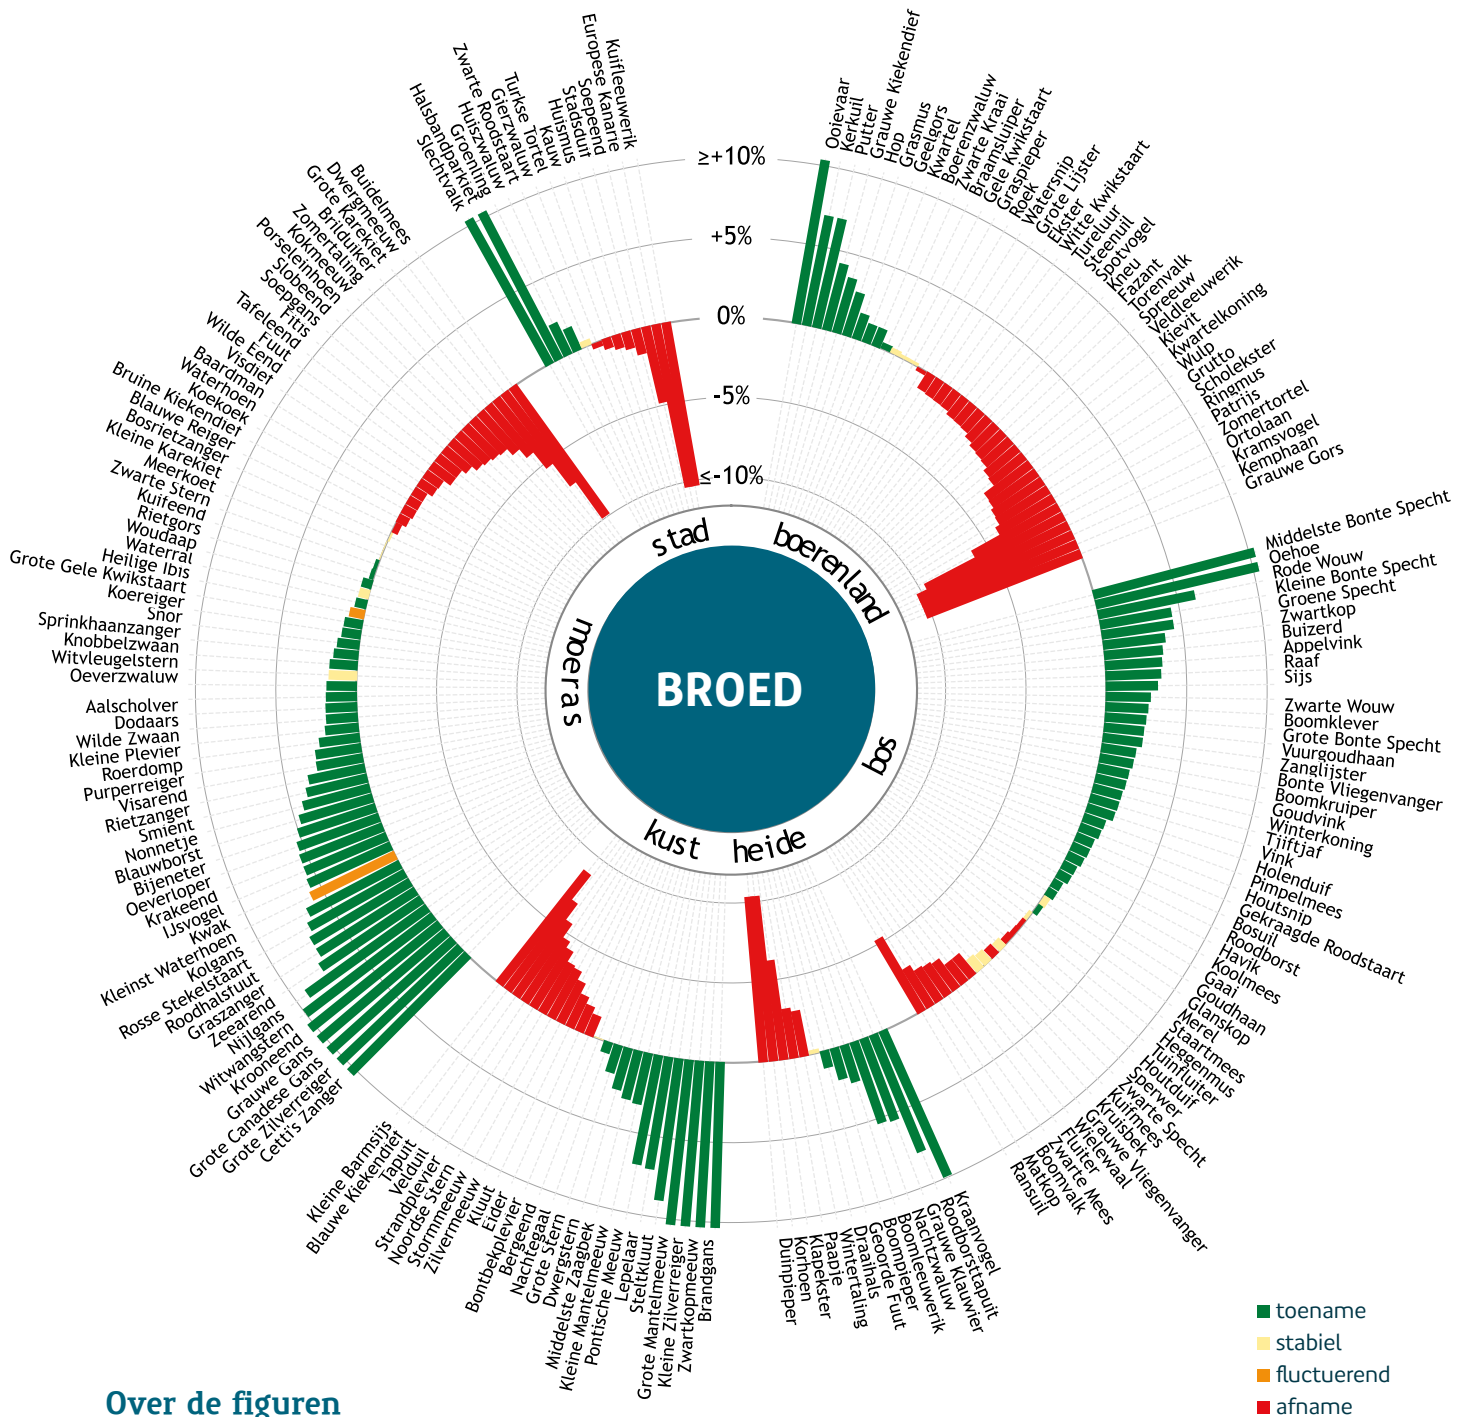 ≥+10%
+5%
0%
-5%
≤-10%
BROED
stad
boerenland
bos
heide
kust
moeras
Ooievaar
Kerkuil
Putter
Grauwe Kiekendief
Hop
Grasmus
Geelgors
Kwartel
Boerenzwaluw
Zwarte Kraai
Braamsluiper
Gele Kwikstaart
Graspieper
Roek
Watersnip
Grote Lijster
Ekster
Witte Kwikstaart
Tureluur
Steenuil
Spotvogel
Kneu
Fazant
Torenvalk
Spreeuw
Veldleeuwerik
Kievit
Kwartelkoning
Wulp
Grutto
Scholekster
Ringmus
Patrijs
Zomertortel
Ortolaan
Kramsvogel
Kemphaan
Grauwe Gors
Middelste Bonte Specht
Oehoe
Rode Wouw
Kleine Bonte Specht
Groene Specht
Zwartkop
Buizerd
Appelvink
Raaf
Sijs
Zwarte Wouw
Boomklever
Grote Bonte Specht
Vuurgoudhaan
Zanglijster
Bonte Vliegenvanger
Boomkruiper
Goudvink
Winterkoning
Tjiftjaf
Vink
Holenduif
Pimpelmees
Houtsnip
Gekraagde Roodstaart
Bosuil
Roodborst
Havik
Koolmees
Gaai
Goudhaan
Glanskop
Merel
Staartmees
Heggenmus
Tuinfluiter
Houtduif
Sperwer
Zwarte Specht
Kuifmees
Kruisbek
Grauwe Vliegenvanger
Wielewaal
Fluiter
Zwarte Mees
Boomvalk
Matkop
Ransuil
Kraanvogel
Roodborsttapuit
Grauwe Klauwier
Nachtzwaluw
Boomleeuwerik
Boompieper
Geoorde Fuut
Draaihals
Wintertaling
Paapje
Klapekster
Korhoen
Duinpieper
Brandgans
Zwartkopmeeuw
Kleine Zilverreiger
Grote Mantelmeeuw
Steltkluut
Lepelaar
Pontische Meeuw
Kleine Mantelmeeuw
Middelste Zaagbek
Dwergstern
Grote Stern
Nachtegaal
Bergeend
Bontbekplevier
Eider
Kluut
Zilvermeeuw
Stormmeeuw
Noordse Stern
Strandplevier
Velduil
Tapuit
Blauwe Kiekendief
Kleine Barmsijs
Cetti's Zanger
Grote Zilverreiger
Grote Canadese Gans
Grauwe Gans
Krooneend
Witwangstern
Nijlgans
Zeearend
Graszanger
Roodhalsfuut
Rosse Stekelstaart
Kolgans
Kleinst Waterhoen
Kwak
IJsvogel
Krakeend
Oeverloper
Bijeneter
Blauwborst
Nonnetje
Smient
Rietzanger
Visarend
Purperreiger
Roerdomp
Kleine Plevier
Wilde Zwaan
Dodaars
Aalscholver
Oeverzwaluw
Witvleugelstern
Knobbelzwaan
Sprinkhaanzanger
Snor
Koereiger
Grote Gele Kwikstaart
Heilige Ibis
Waterral
Woudaap
Rietgors
Kuifeend
Zwarte Stern
Meerkoet
Kleine Karekiet
Bosrietzanger
Blauwe Reiger
Bruine Kiekendief
Koekoek
Waterhoen
Baardman
Visdief
Wilde Eend
Fuut
Tafeleend
Fitis
Soepgans
Slobeend
Porseleinhoen
Kokmeeuw
Zomertaling
Brilduiker
Grote Karekiet
Dwergmeeuw
Buidelmees
Slechtvalk
Halsbandparkiet
Groenling
Huiszwaluw
Zwarte Roodstaart
Gierzwaluw
Turkse Tortel
Kauw
Huismus
Stadsduif
Soepeend
Europese Kanarie
Kuifleeuwerik
toename
stabiel
fluctuerend
afname
Over de figuren